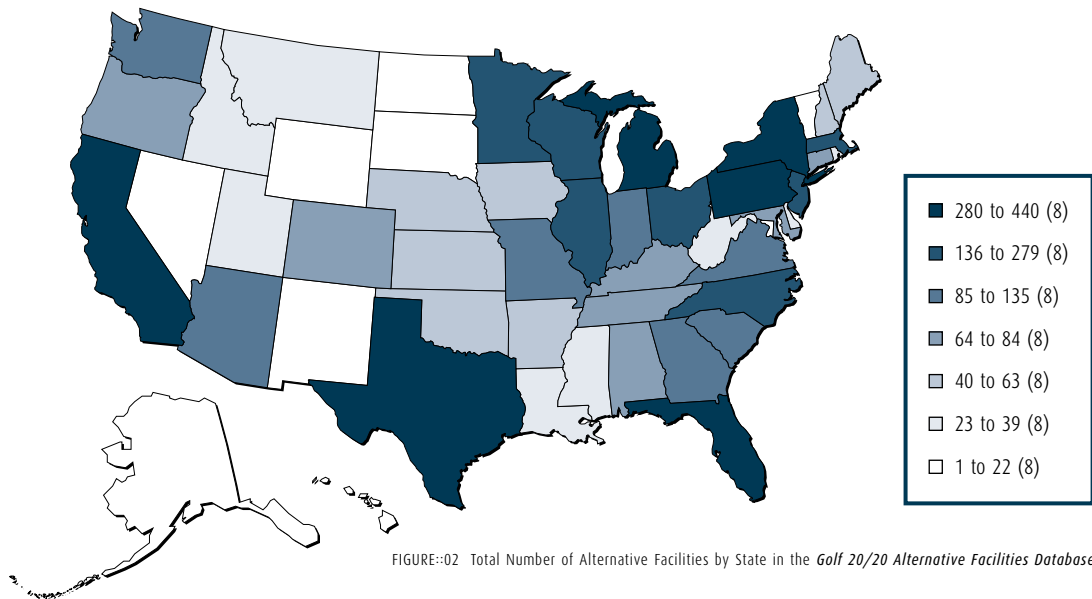 280 to 440 (8)
136 to 279 (8)
85 to 135 (8)
64 to 84 (8)
40 to 63 (8)
23 to 39 (8)
1 to 22 (8)
FIGURE::02 Total Number of Alternative Facilities by State in the Golf 20/20 Alternative Facilities Database